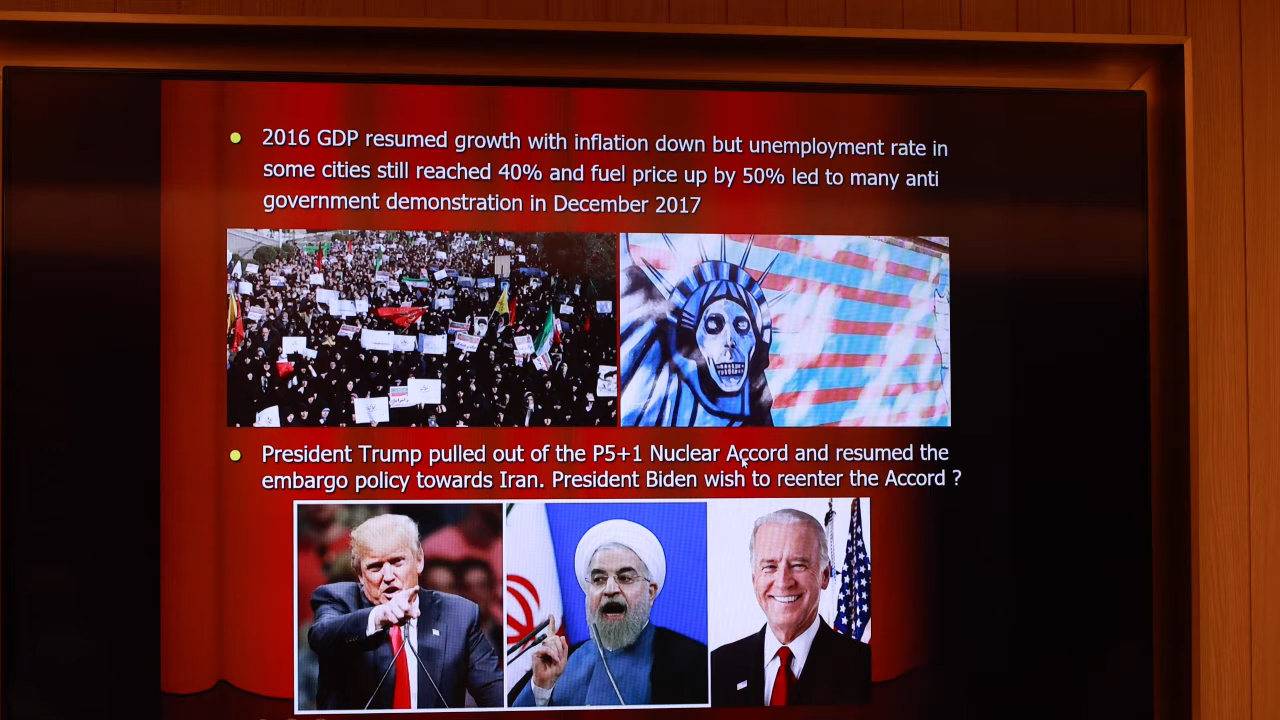 2016 GDP resumed growth with inflation down but unemployment rate in
some cities still reached 40% and fuel price up by 50% led to many anti
government demonstration in December 2017
President Trump pulled out of the P5+1 Nuclear Accord and resumed the
embargo policy towards Iran. President Biden wish to reenter the Accord ?